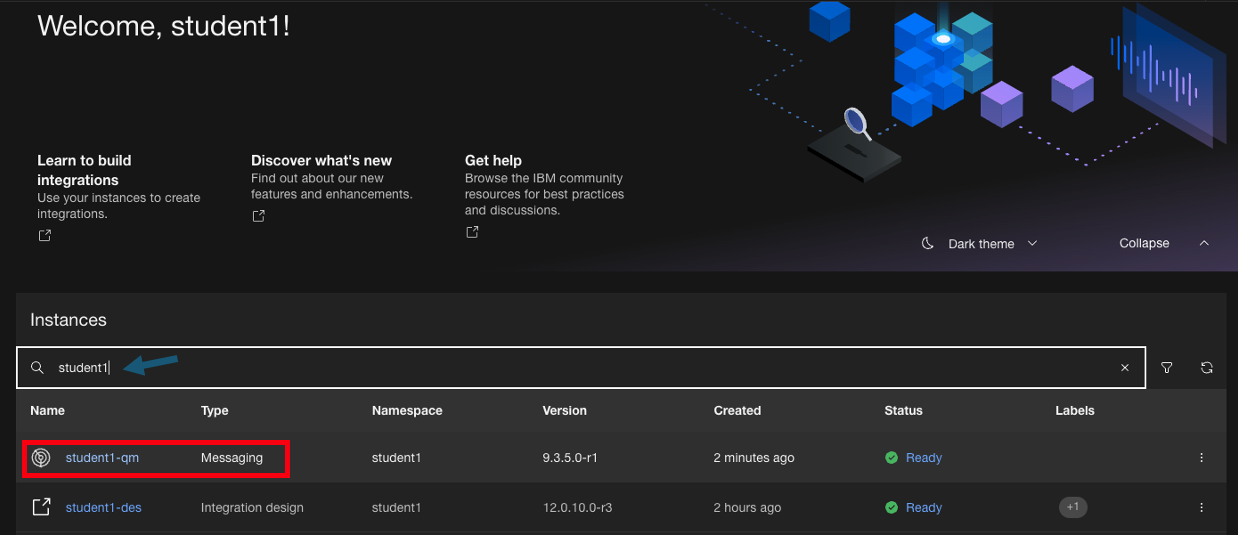 Welcome, student1!
Learn to build
integrations
Use your instances to create
integrations.
Discover what's new
Find out about our new
features and enhancements.
Get help
Browse the IBM community
resources for best practices
and discussions.
Dark theme
Collapse
Instances
student1
Name Type Namespace Version Created Status Labels
student1-qm Messaging student1 9.3.5.0-r1 2 minutes ago Ready
student1-des Integration design student1 12.0.10.0-r3 2 hours ago Ready +1